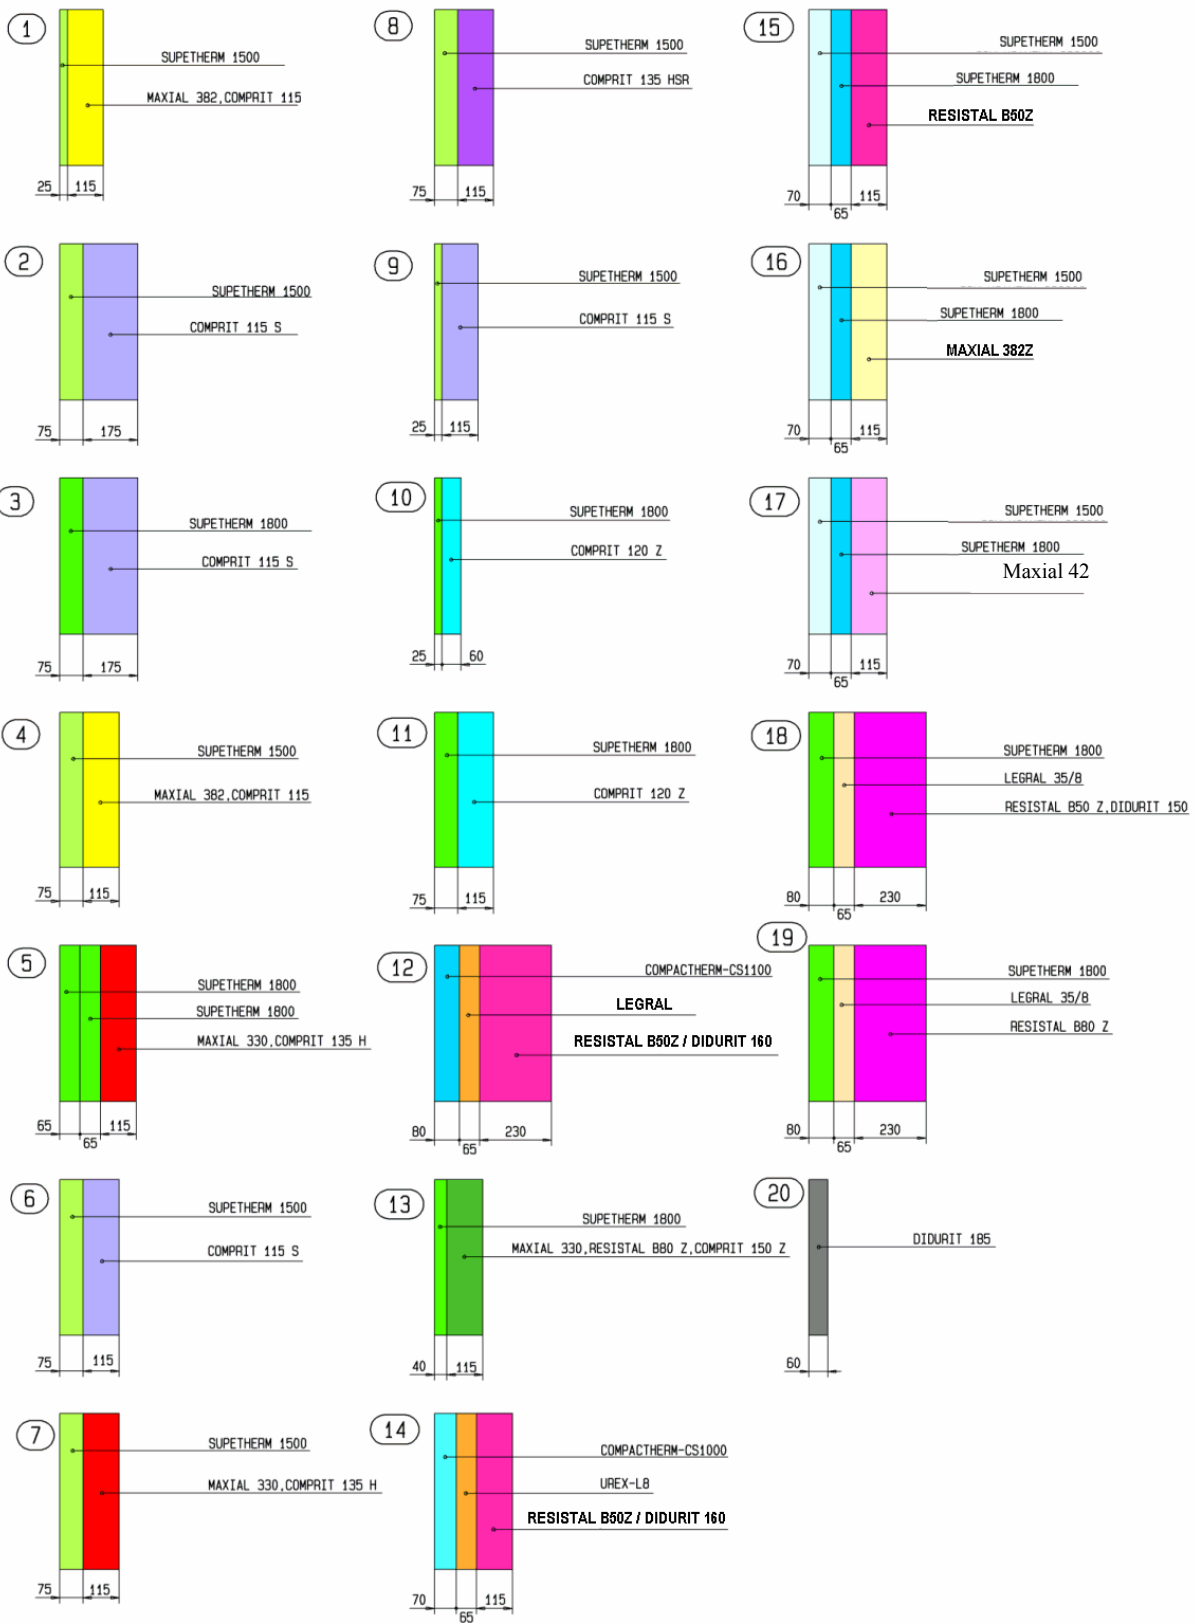 1
SUPETHERM 1500
MAXIAL 382,COMPRIT 115
25 115
2
SUPETHERM 1500
COMPRIT 115 S
75 175
3
SUPETHERM 1800
COMPRIT 115 S
75 175
4
SUPETHERM 1500
MAXIAL 382,COMPRIT 115
75 115
5
SUPETHERM 1800
SUPETHERM 1800
MAXIAL 330,COMPRIT 135 H
65 65 115
6
SUPETHERM 1500
COMPRIT 115 S
75 115
7
SUPETHERM 1500
MAXIAL 330,COMPRIT 135 H
75 115
8
SUPETHERM 1500
COMPRIT 135 HSR
75 115
9
SUPETHERM 1500
COMPRIT 115 S
25 115
10
SUPETHERM 1800
COMPRIT 120 Z
25 60
11
SUPETHERM 1800
COMPRIT 120 Z
75 115
12
COMPACTHERM-CS1100
LEGRAL
RESISTAL B50Z / DIDURIT 160
80 65 230
13
SUPETHERM 1800
MAXIAL 330,RESISTAL B80 Z,COMPRIT 150 Z
40 115
14
COMPACTHERM-CS1000
UREX-L8
RESISTAL B50Z / DIDURIT 160
70 65 115
15
SUPETHERM 1500
SUPETHERM 1800
RESISTAL B50Z
70 65 115
16
SUPETHERM 1500
SUPETHERM 1800
MAXIAL 382Z
70 65 115
17
SUPETHERM 1500
SUPETHERM 1800
Maxial 42
70 65 115
18
SUPETHERM 1800
LEGRAL 35/8
RESISTAL B50 Z,DIDURIT 150
80 65 230
19
SUPETHERM 1800
LEGRAL 35/8
RESISTAL B80 Z
80 65 230
20
DIDURIT 185
60